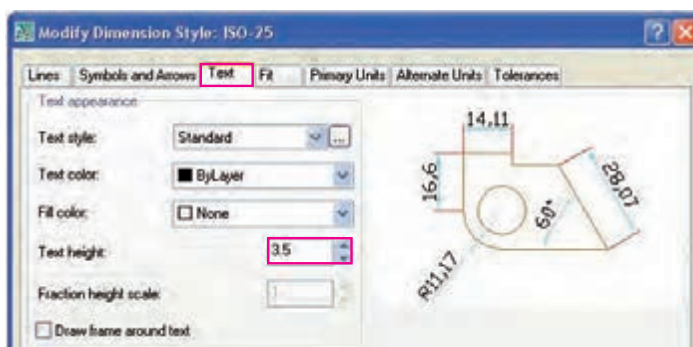 Modify Dimension Style: ISO-25
Lines Symbols and Arrows Text Fit Primary Units Alternate Units Tolerances
Text appearance
Text style: Standard ...
Text color: ByLayer
Fill color: None
Text height: 3.5
Fraction height scale: 1
Draw frame around text
14,11
16,6
28,07
60°
R11,17